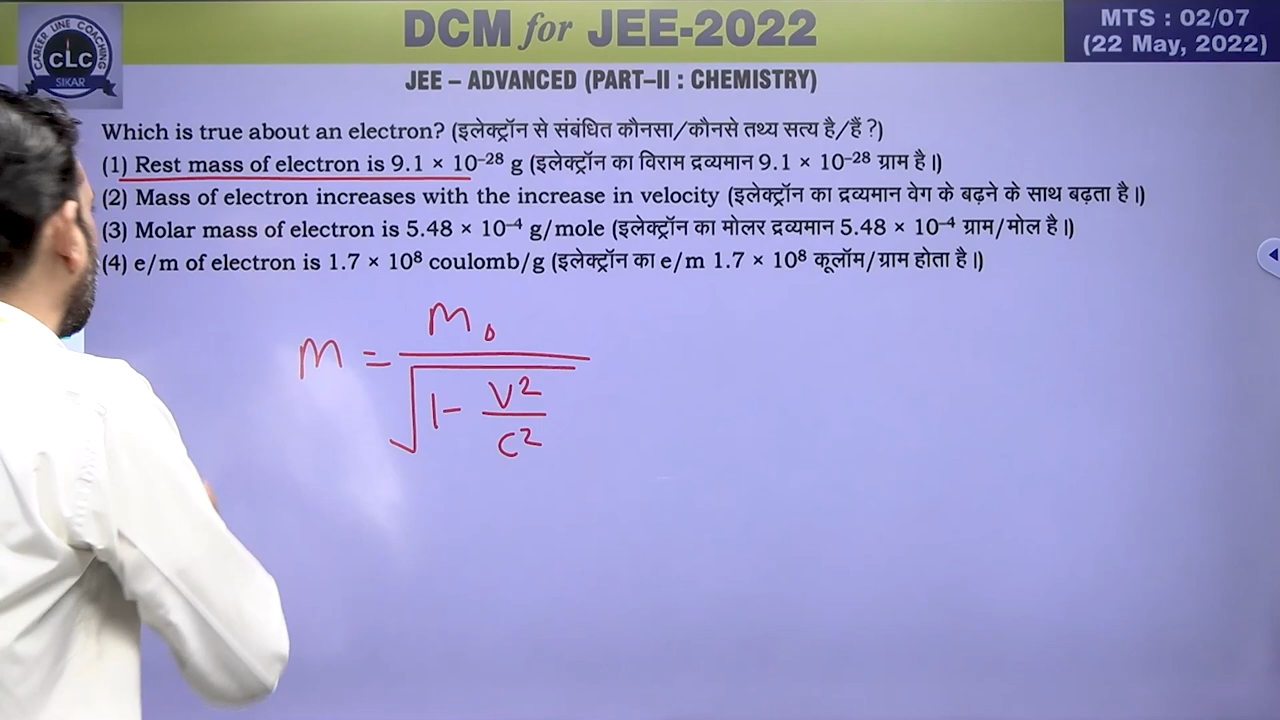 CAREER LINE COACHING
CLC
SIKAR
DCM for JEE-2022
MTS : 02/07
(22 May, 2022)
JEE – ADVANCED (PART–II : CHEMISTRY)
Which is true about an electron? (इलेक्ट्रॉन से संबंधित कौनसा/कौनसे तथ्य सत्य है/हैं ?)
(1) Rest mass of electron is 9.1 × 10⁻²⁸ g (इलेक्ट्रॉन का विराम द्रव्यमान 9.1 × 10⁻²⁸ ग्राम है।)
(2) Mass of electron increases with the increase in velocity (इलेक्ट्रॉन का द्रव्यमान वेग के बढ़ने के साथ बढ़ता है।)
(3) Molar mass of electron is 5.48 × 10⁻⁴ g/mole (इलेक्ट्रॉन का मोलर द्रव्यमान 5.48 × 10⁻⁴ ग्राम/मोल है।)
(4) e/m of electron is 1.7 × 10⁸ coulomb/g (इलेक्ट्रॉन का e/m 1.7 × 10⁸ कूलॉम/ग्राम होता है।)
m = m₀ / √(1 - v²/c²)